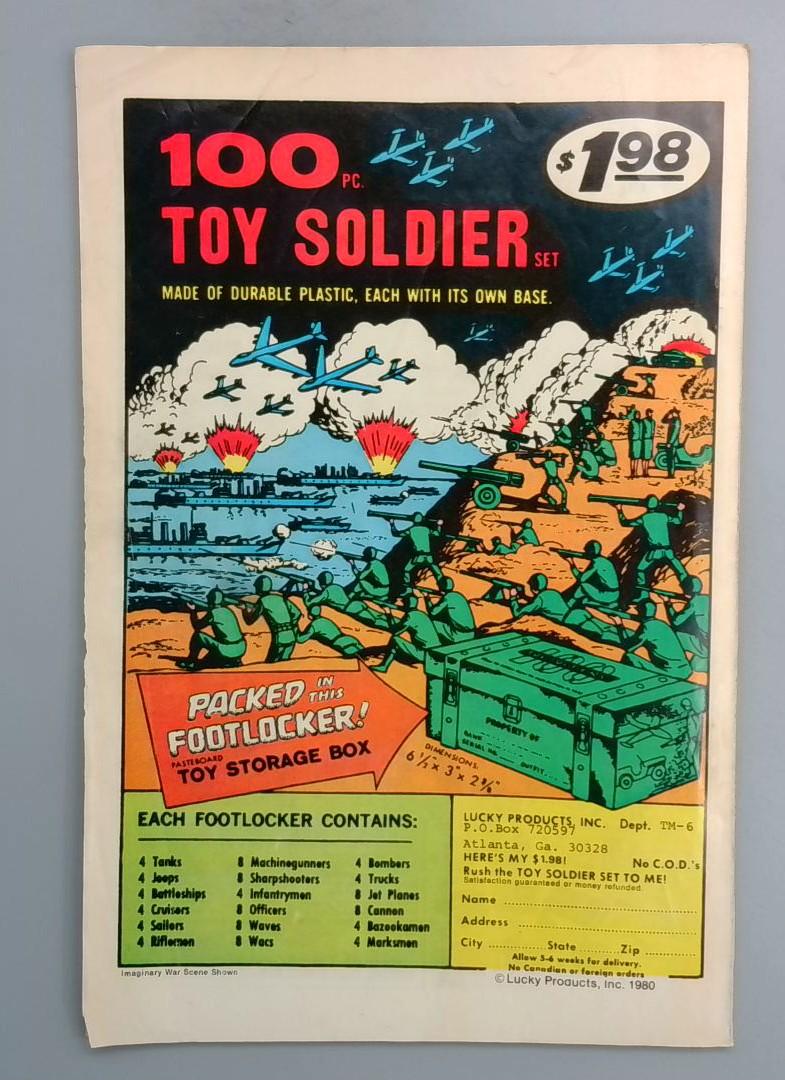 100 PC.
$1.98
TOY SOLDIER SET
MADE OF DURABLE PLASTIC, EACH WITH ITS OWN BASE.
PACKED IN THIS
FOOTLOCKER!
PASTEBOARD
TOY STORAGE BOX
PROPERTY OF
SERIAL NO. OUTFIT
DIMENSIONS:
EACH FOOTLOCKER CONTAINS:
4 Tanks
4 Jeeps
4 Battleships
4 Cruisers
4 Sailors
4 Riflemen
8 Machinegunners
8 Sharpshooters
4 Infantrymen
8 Officers
8 Waves
8 Wacs
4 Bombers
4 Trucks
8 Jet Planes
8 Cannon
4 Bazookamen
4 Marksmen
LUCKY PRODUCTS, INC. Dept. TM-6
P.O.Box 720597
Atlanta, Ga. 30328
HERE'S MY $1.98! No C.O.D.'s
Rush the TOY SOLDIER SET TO ME!
Satisfaction guaranteed or money refunded.
Name
Address
City State Zip
Allow 5-6 weeks for delivery.
No Canadian or foreign orders
Imaginary War Scene Shown
© Lucky Products, Inc. 1980